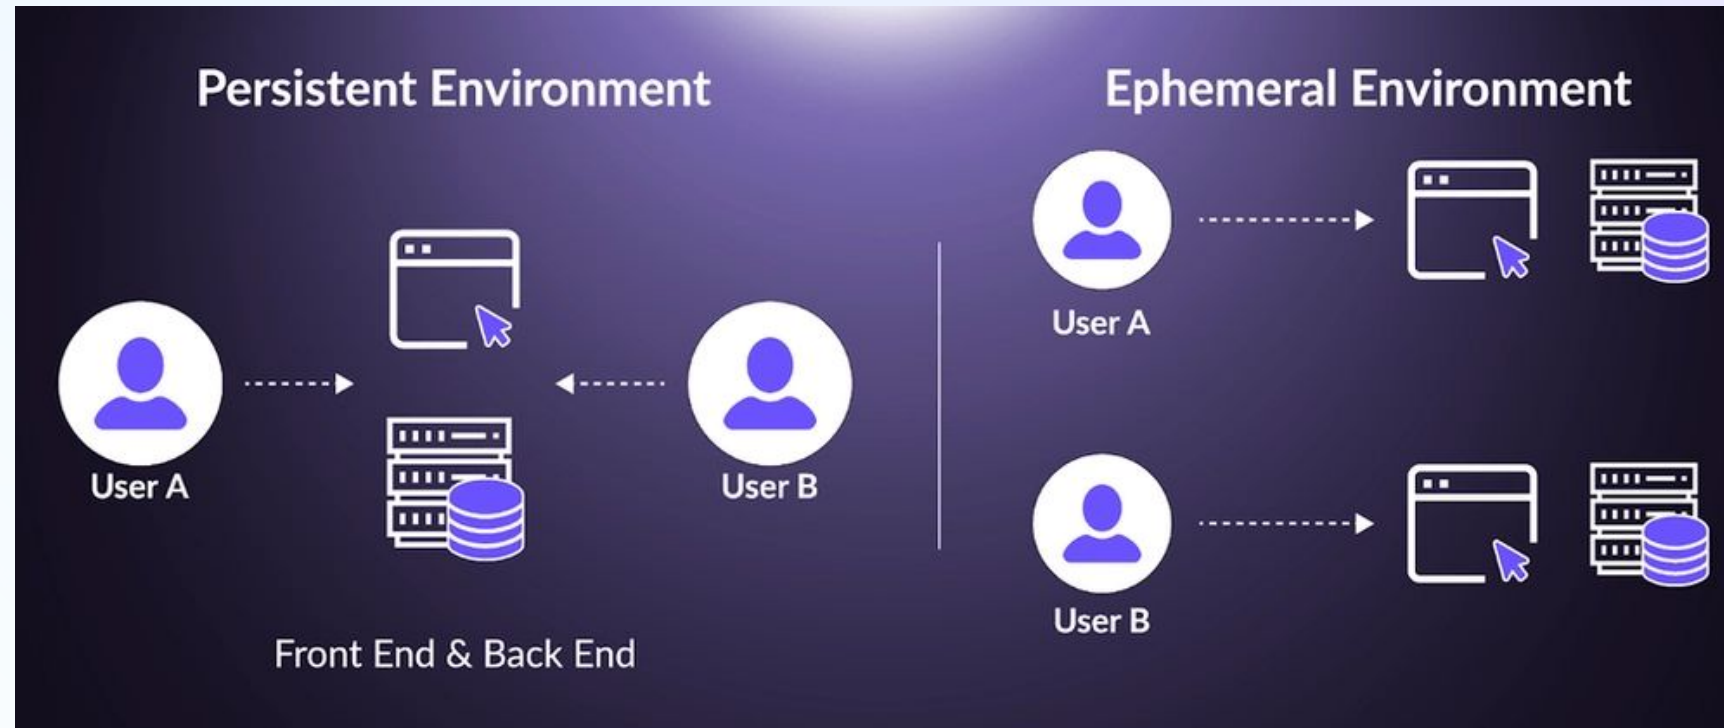 Persistent Environment
User A
User B
Front End & Back End
Ephemeral Environment
User A
User B